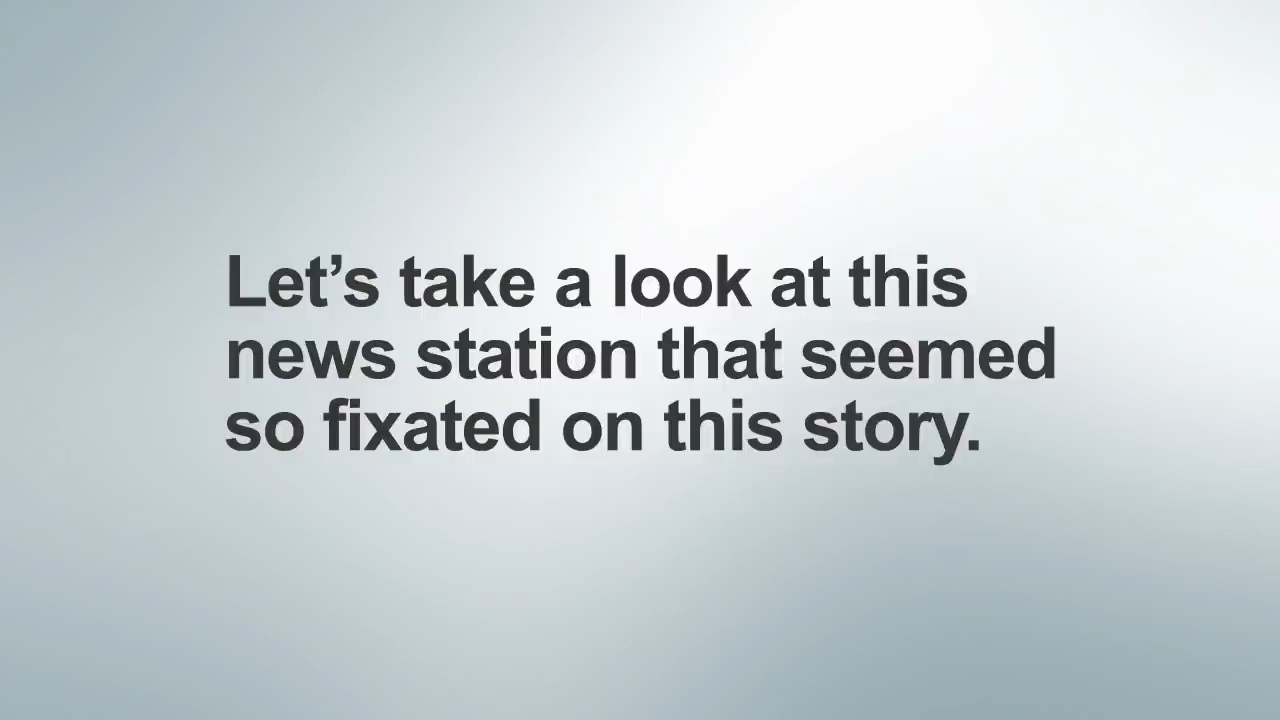 Let’s take a look at this
news station that seemed
so fixated on this story.